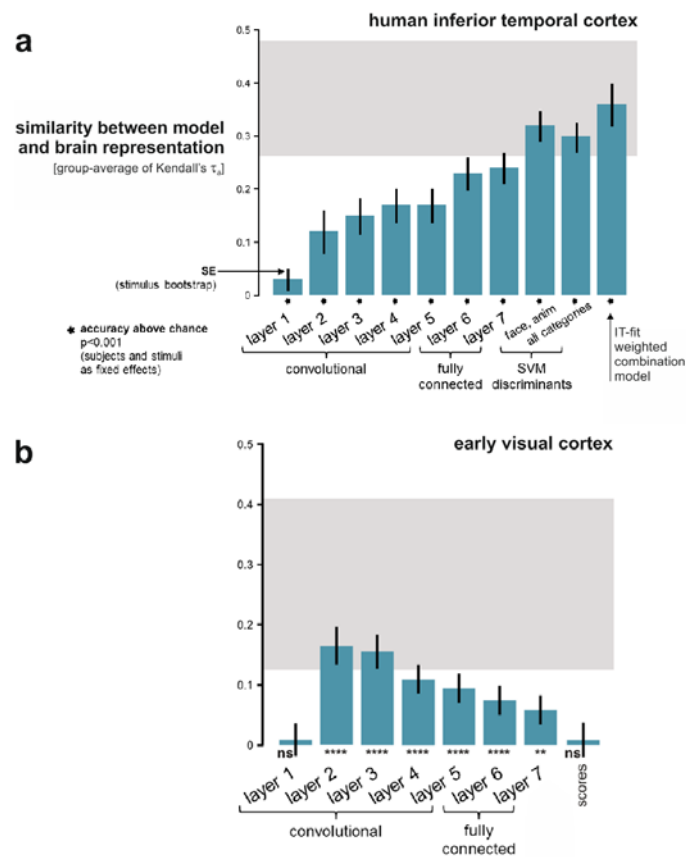 human inferior temporal cortex
a
0.5
0.4
0.3
0.2
0.1
0
similarity between model
and brain representation
[group-average of Kendall's τa]
SE
(stimulus bootstrap)
★ accuracy above chance
p<0.001
(subjects and stimuli
as fixed effects)
layer 1
layer 2
layer 3
layer 4
layer 5
layer 6
layer 7
face, anim
all categories
convolutional
fully
connected
SVM
discriminants
IT-fit
weighted
combination
model
b
early visual cortex
0.5
0.4
0.3
0.2
0.1
0
ns
****
****
****
****
****
**
ns
layer 1
layer 2
layer 3
layer 4
layer 5
layer 6
layer 7
scores
convolutional
fully
connected